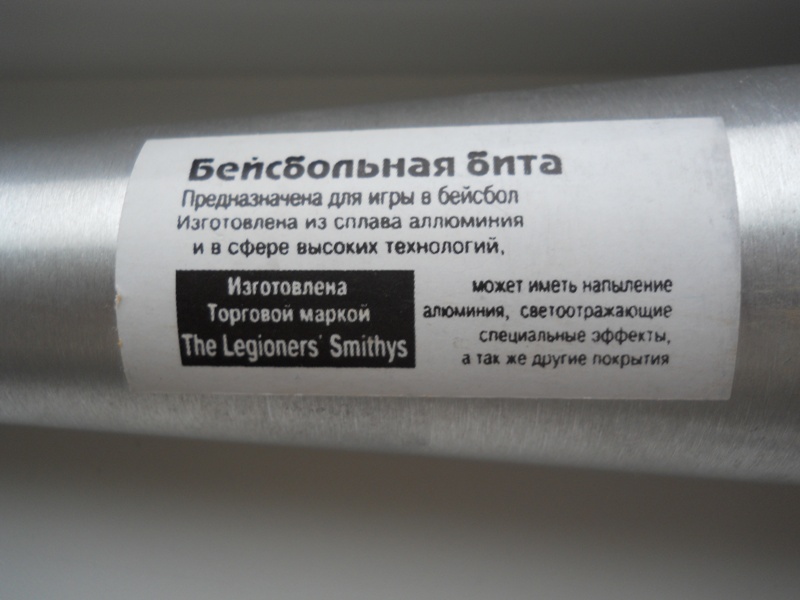 Бейсбольная бита
Предназначена для игры в бейсбол
Изготовлена из сплава аллюминия
и в сфере высоких технологий,
Изготовлена
Торговой маркой
The Legioners' Smithys
может иметь напыление
алюминия, светоотражающие
специальные эффекты,
а так же другие покрытия